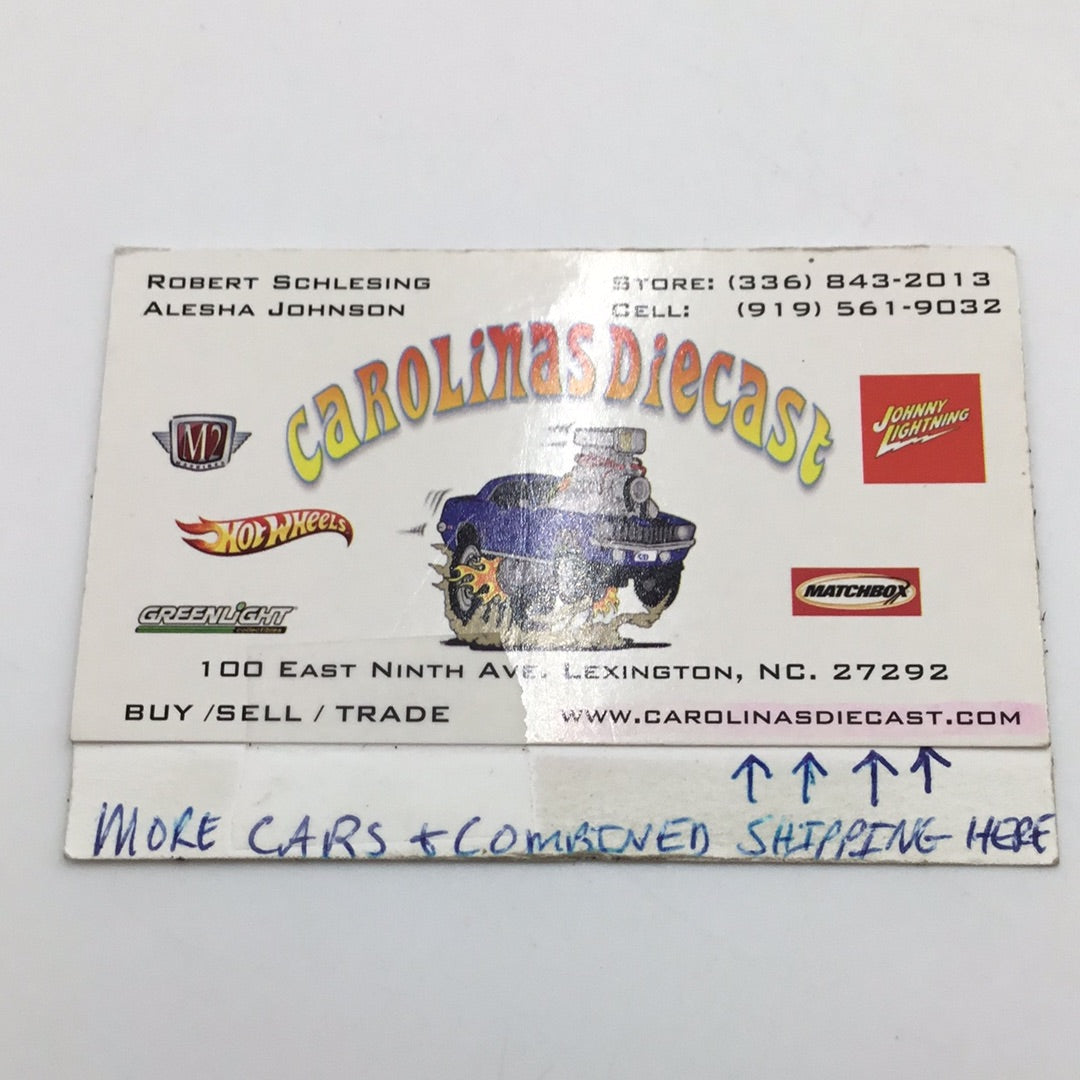 ROBERT SCHLESING
ALESHA JOHNSON
STORE: (336) 843-2013
CELL: (919) 561-9032
CAROLINAS DIECAST
M2
MACHINES
JOHNNY
LIGHTNING
HOT WHEELS
MATCHBOX
GREENLIGHT
collectibles
100 EAST NINTH AVE. LEXINGTON, NC. 27292
BUY /SELL / TRADE
WWW.CAROLINASDIECAST.COM
↑ ↑ ↑ ↑
MORE CARS + COMBINED SHIPPING HERE